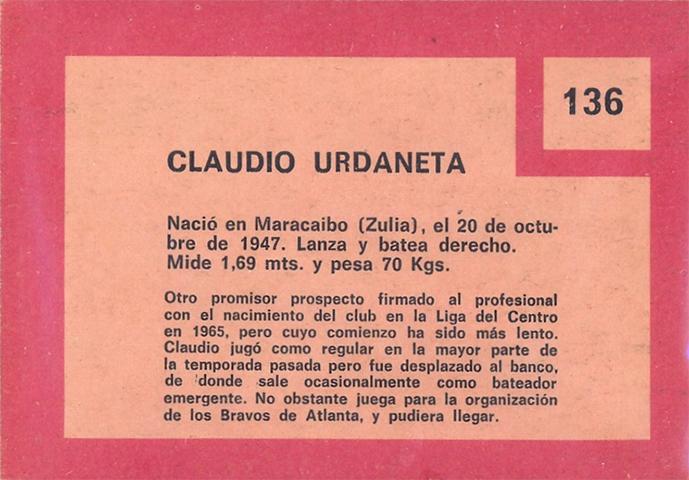 136
CLAUDIO URDANETA
Nació en Maracaibo (Zulia), el 20 de octu-
bre de 1947. Lanza y batea derecho.
Mide 1,69 mts. y pesa 70 Kgs.
Otro promisor prospecto firmado al profesional
con el nacimiento del club en la Liga del Centro
en 1965, pero cuyo comienzo ha sido más lento.
Claudio jugó como regular en la mayor parte de
la temporada pasada pero fue desplazado al banco,
de donde sale ocasionalmente como bateador
emergente. No obstante juega para la organización
de los Bravos de Atlanta, y pudiera llegar.